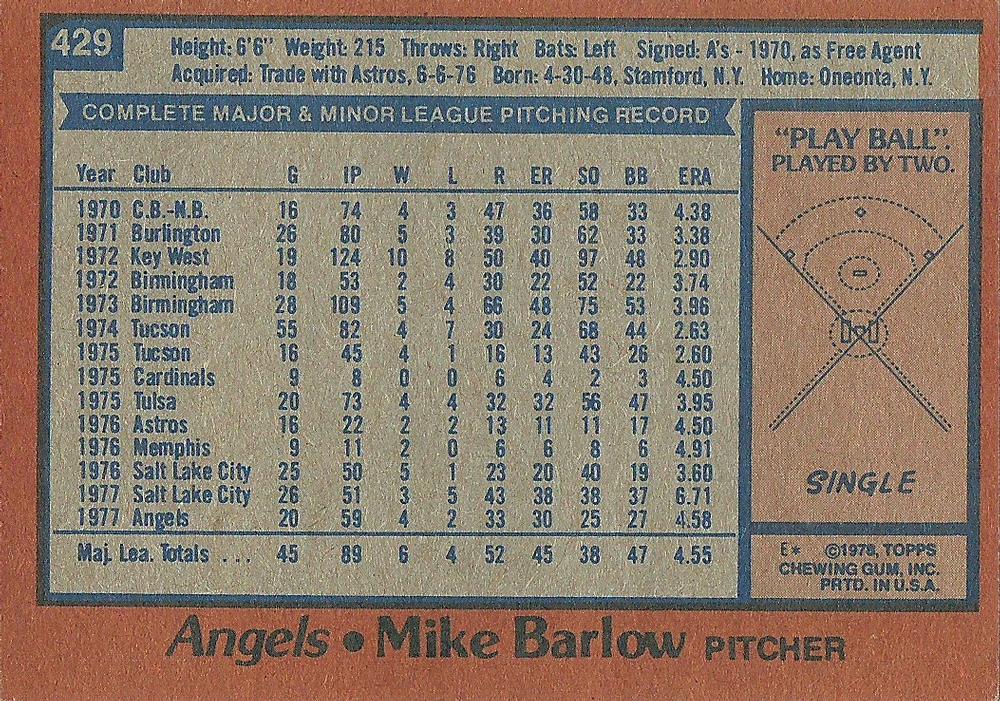 429
Height: 6'6" Weight: 215 Throws: Right Bats: Left Signed: A's - 1970, as Free Agent
Acquired: Trade with Astros, 6-6-76 Born: 4-30-48, Stamford, N.Y. Home: Oneonta, N.Y.
COMPLETE MAJOR & MINOR LEAGUE PITCHING RECORD
Year Club G IP W L R ER SO BB ERA
1970 C.B.-N.B. 16 74 4 3 47 36 58 33 4.38
1971 Burlington 26 80 5 3 39 30 62 33 3.38
1972 Key West 19 124 10 8 50 40 97 48 2.90
1972 Birmingham 18 53 2 4 30 22 52 22 3.74
1973 Birmingham 28 109 5 4 66 48 75 53 3.96
1974 Tucson 55 82 4 7 30 24 68 44 2.63
1975 Tucson 16 45 4 1 16 13 43 26 2.60
1975 Cardinals 9 8 0 0 6 4 2 3 4.50
1975 Tulsa 20 73 4 4 32 32 56 47 3.95
1976 Astros 16 22 2 2 13 11 11 17 4.50
1976 Memphis 9 11 2 0 6 6 8 6 4.91
1976 Salt Lake City 25 50 5 1 23 20 40 19 3.60
1977 Salt Lake City 26 51 3 5 43 38 38 37 6.71
1977 Angels 20 59 4 2 33 30 25 27 4.58
Maj. Lea. Totals . . . 45 89 6 4 52 45 38 47 4.55
"PLAY BALL".
PLAYED BY TWO.
SINGLE
E* ©1978, TOPPS
CHEWING GUM, INC.
PRTD. IN U.S.A.
Angels • Mike Barlow PITCHER